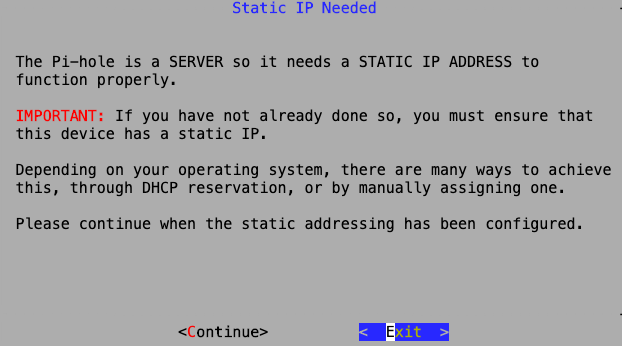 Static IP Needed
The Pi-hole is a SERVER so it needs a STATIC IP ADDRESS to
function properly.
IMPORTANT: If you have not already done so, you must ensure that
this device has a static IP.
Depending on your operating system, there are many ways to achieve
this, through DHCP reservation, or by manually assigning one.
Please continue when the static addressing has been configured.
<Continue> < Exit >